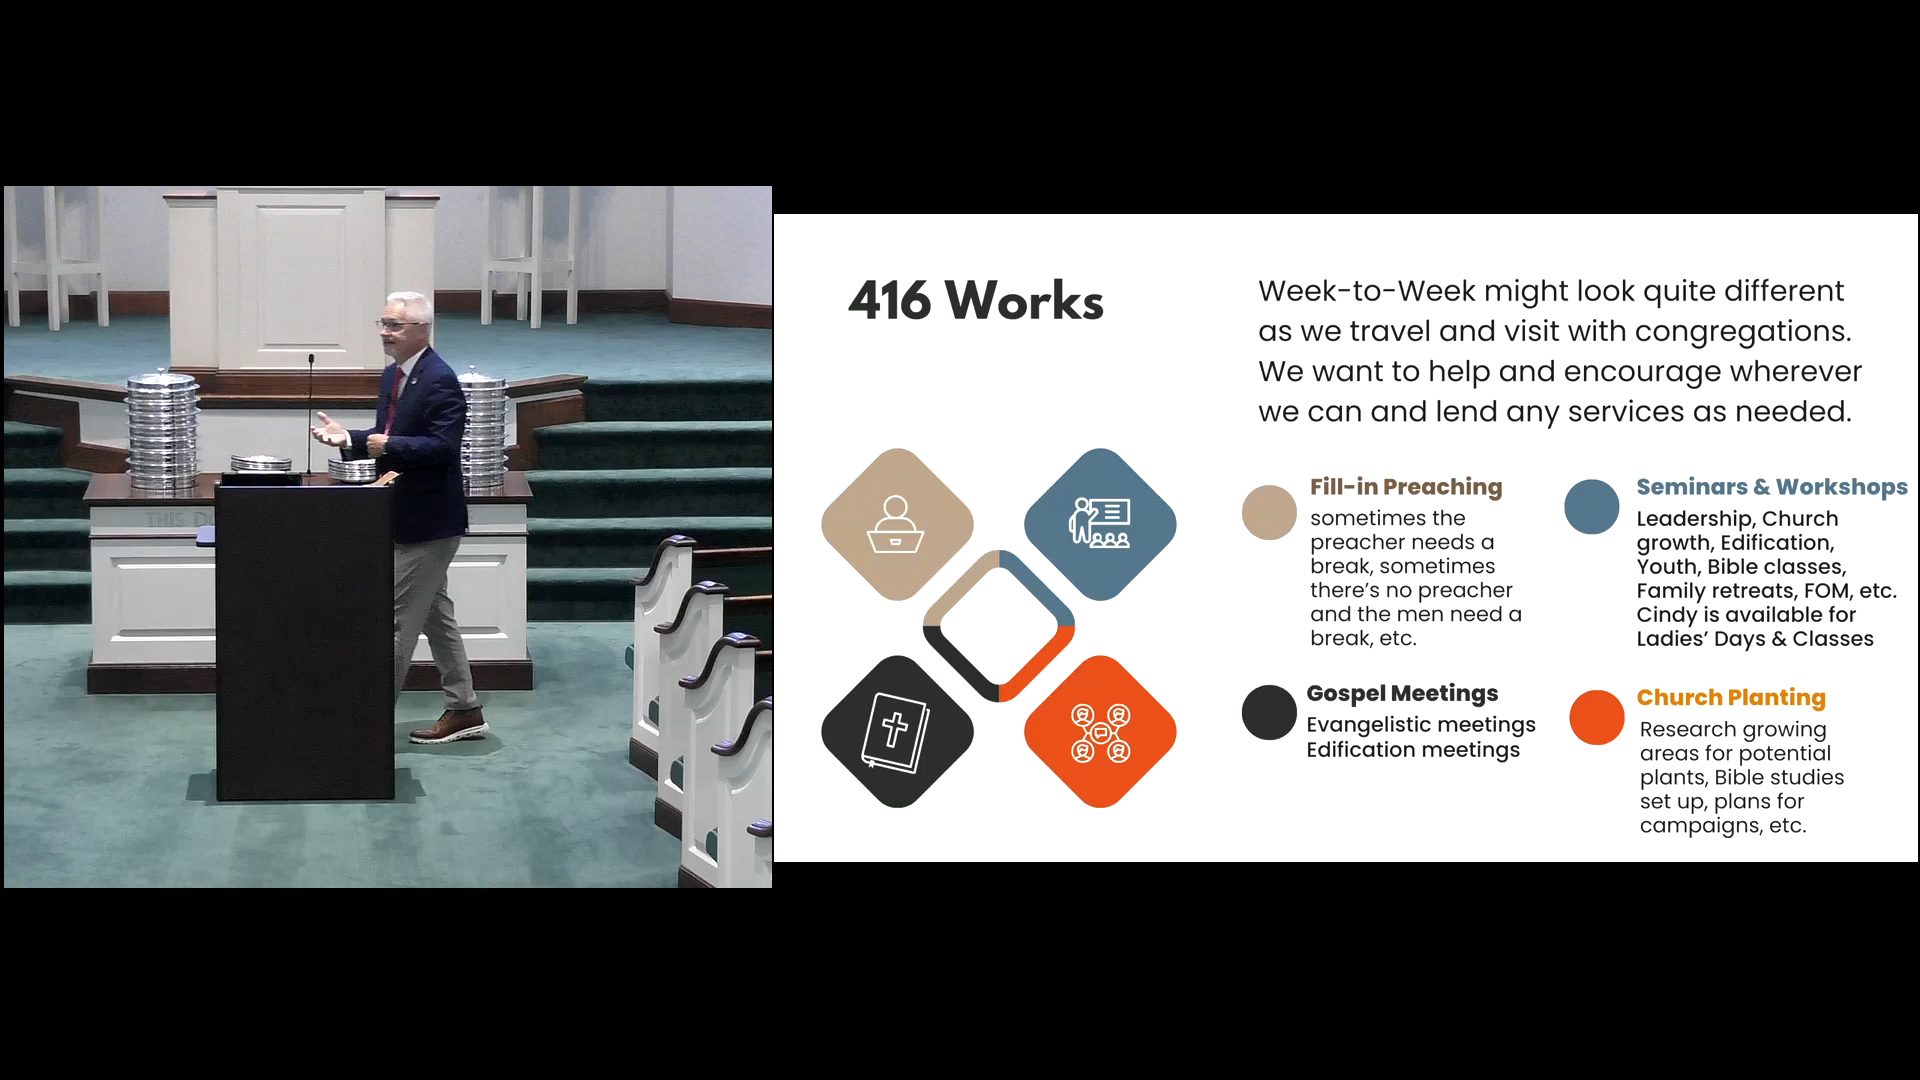 THIS D
416 Works
Week-to-Week might look quite different
as we travel and visit with congregations.
We want to help and encourage wherever
we can and lend any services as needed.
Fill-in Preaching
sometimes the
preacher needs a
break, sometimes
there's no preacher
and the men need a
break, etc.
Seminars & Workshops
Leadership, Church
growth, Edification,
Youth, Bible classes,
Family retreats, FOM, etc.
Cindy is available for
Ladies' Days & Classes
Gospel Meetings
Evangelistic meetings
Edification meetings
Church Planting
Research growing
areas for potential
plants, Bible studies
set up, plans for
campaigns, etc.